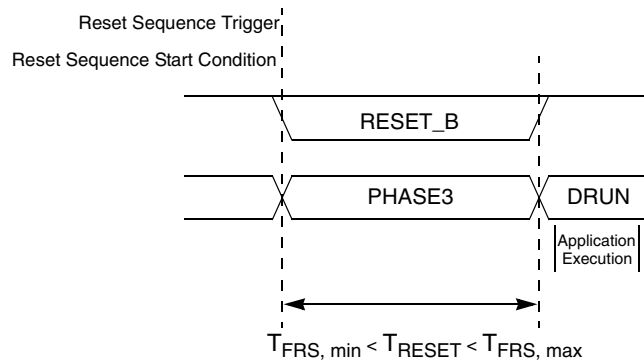 Reset Sequence Trigger
Reset Sequence Start Condition
RESET_B
PHASE3
DRUN
Application
Execution
TFRS, min < TRESET < TFRS, max